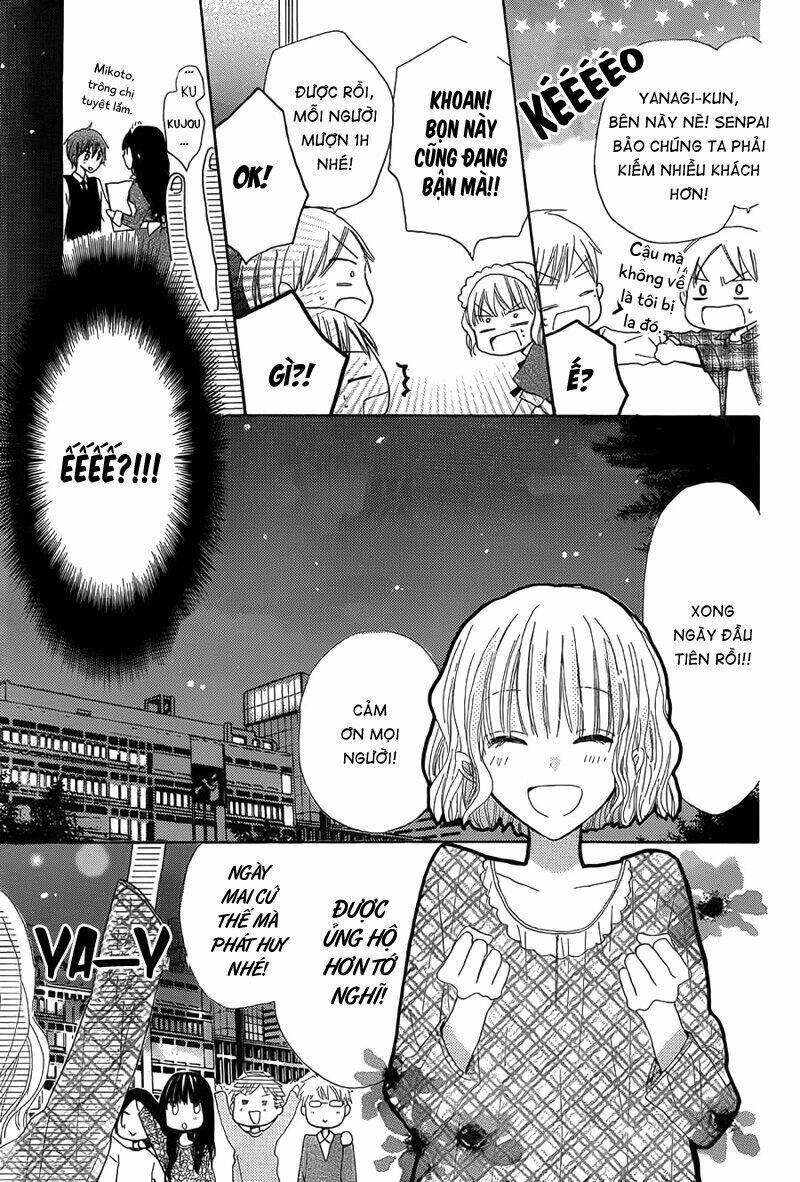 YANAGI-KUN,
BÊN NÀY NÈ! SENPAI
BẢO CHÚNG TA PHẢI
KIẾM NHIỀU KHÁCH
HƠN!
KÉÉÉÉO
Cậu mà
không về
là tôi bị
la đó.
Ế?
KHOAN!
BỌN NÀY
CŨNG ĐANG
BẬN MÀ!!
ĐƯỢC RỒI,
MỖI NGƯỜI
MƯỢN 1H
NHÉ!
OK!
GÌ?!
...
KU
KUJOU
...
Mikoto,
trông chị
tuyệt lắm.
ẾẾẾẾ?!!!
XONG
NGÀY ĐẦU
TIÊN RỒI!!
CẢM
ƠN MỌI
NGƯỜI!
ĐƯỢC
ỦNG HỘ
HƠN TỚ
NGHĨ!
NGÀY
MAI CỨ
THẾ MÀ
PHÁT HUY
NHÉ!
YA—Y